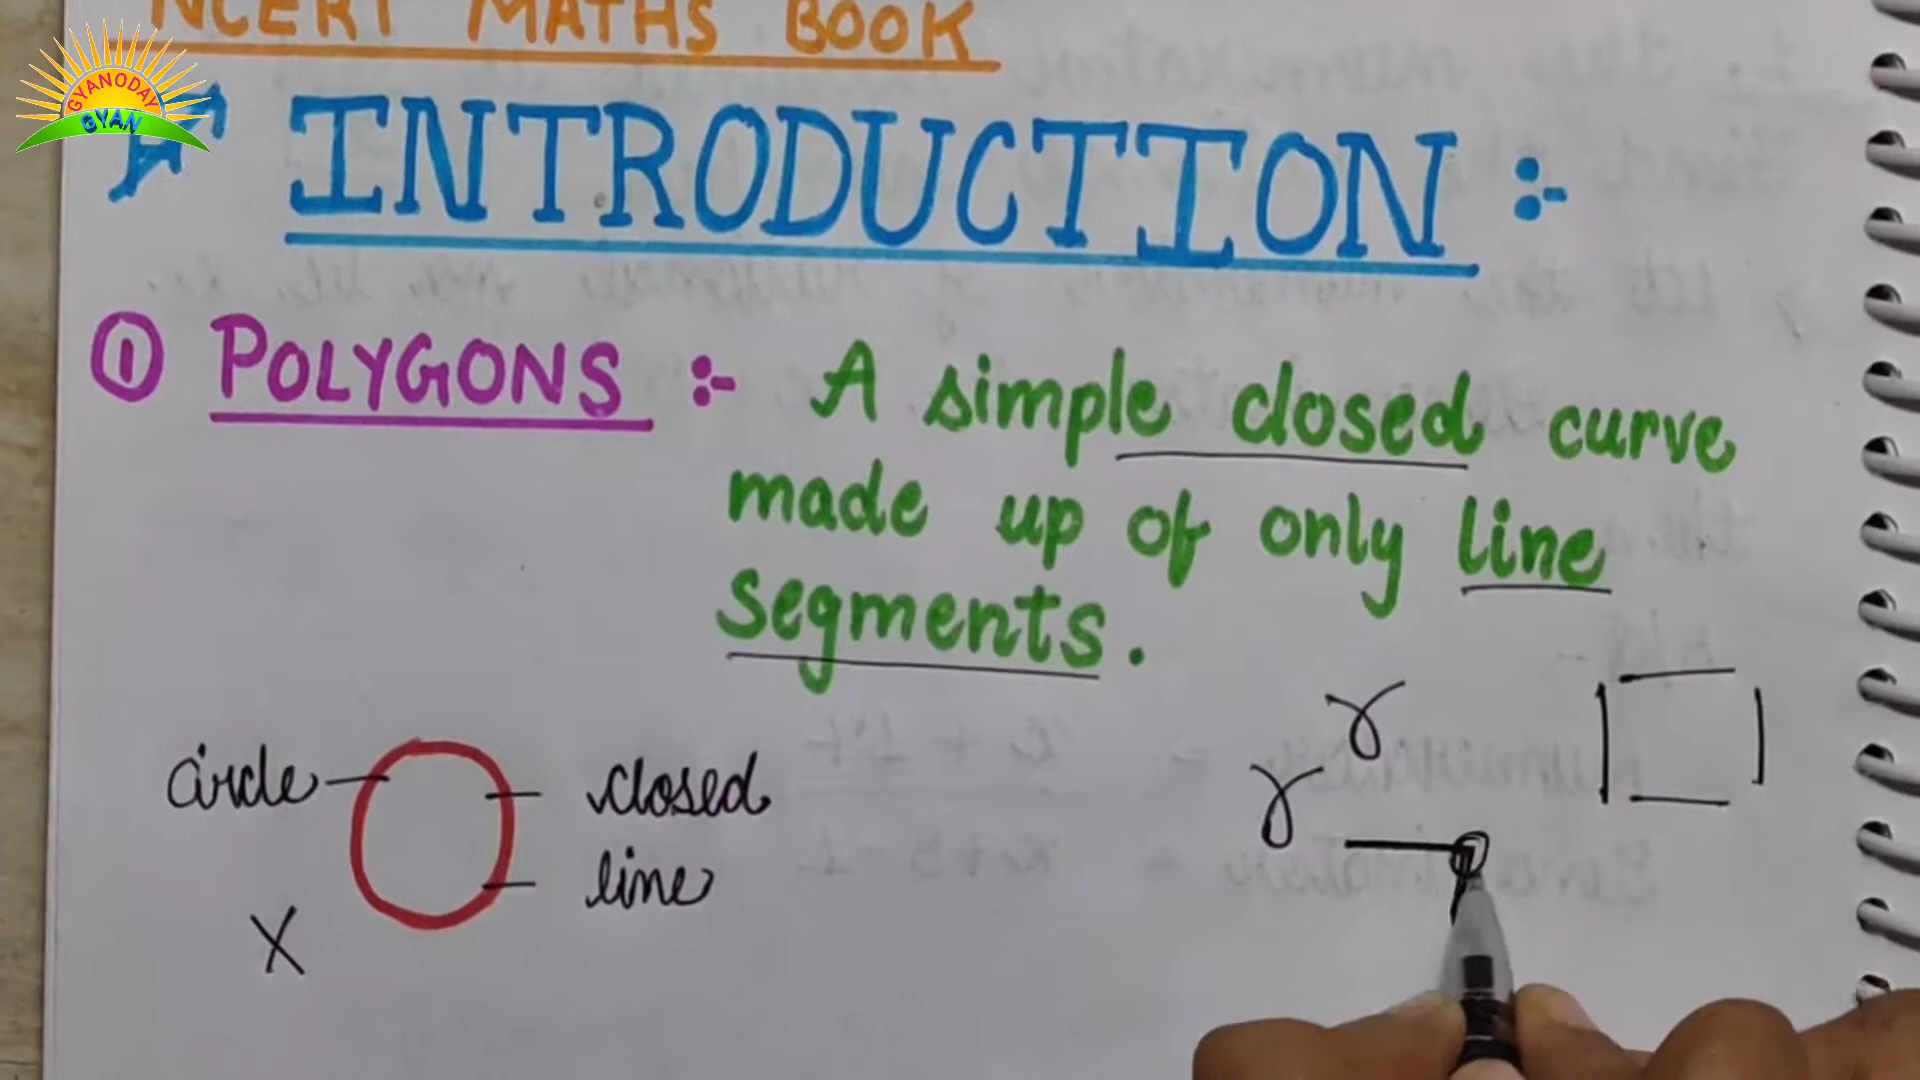 NCERT MATHS BOOK
GYANODAY
GYAN
INTRODUCTION :-
① POLYGONS :- A simple closed curve
made up of only line
segments.
circle
closed
line
X